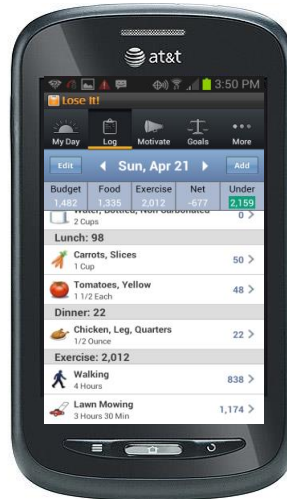 at&t
3:50 PM
Lose It!
My Day Log Motivate Goals More
Edit Sun, Apr 21 Add
Budget Food Exercise Net Under
1,482 1,335 2,012 -677 2,159
Water, Bottled, Non Carbonated
2 Cups 0 >
Lunch: 98
Carrots, Slices
1 Cup 50 >
Tomatoes, Yellow
1 1/2 Each 48 >
Dinner: 22
Chicken, Leg, Quarters
1/2 Ounce 22 >
Exercise: 2,012
Walking
4 Hours 838 >
Lawn Mowing
3 Hours 30 Min 1,174 >